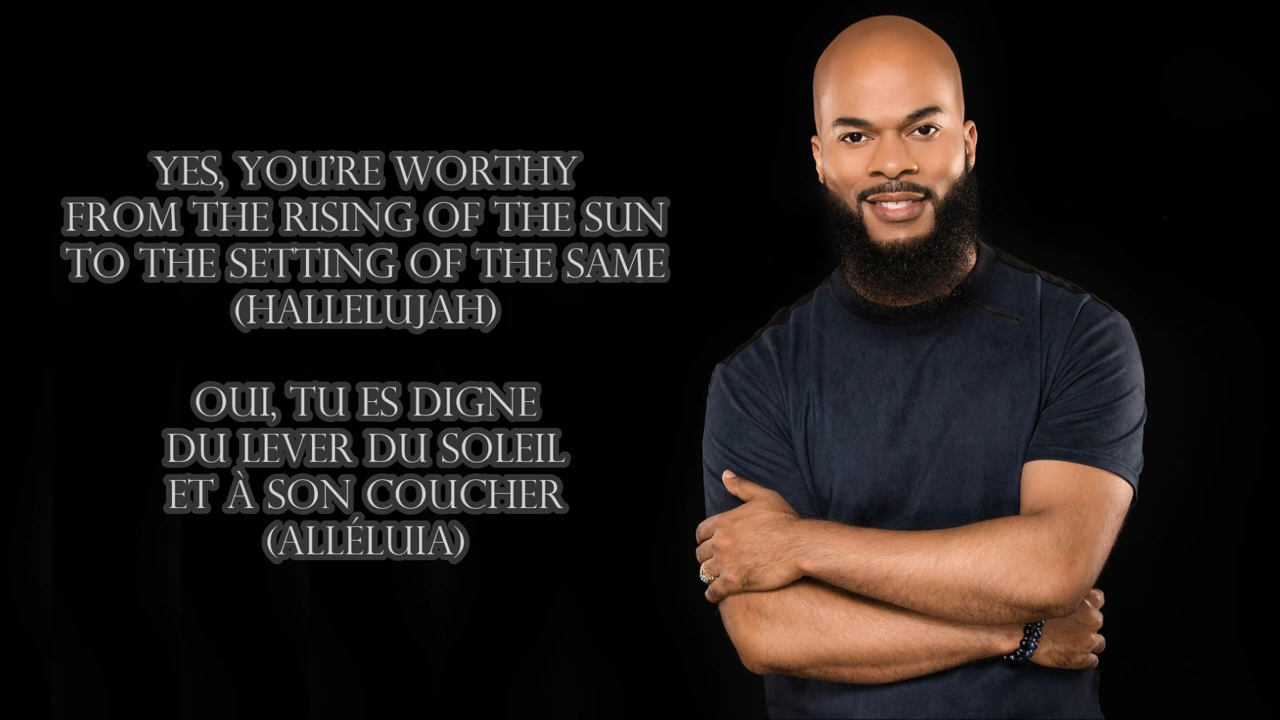 YES, YOU'RE WORTHY
FROM THE RISING OF THE SUN
TO THE SETTING OF THE SAME
(HALLELUJAH)
OUI, TU ES DIGNE
DU LEVER DU SOLEIL
ET À SON COUCHER
(ALLÉLUIA)